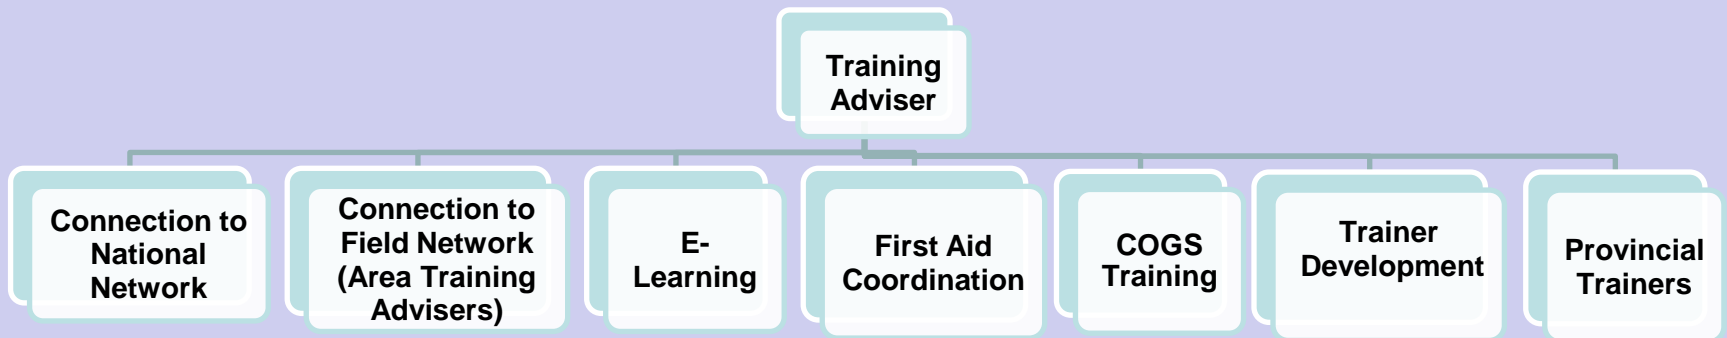 Training
Adviser
Connection to
National
Network
Connection to
Field Network
(Area Training
Advisers)
E-
Learning
First Aid
Coordination
COGS
Training
Trainer
Development
Provincial
Trainers